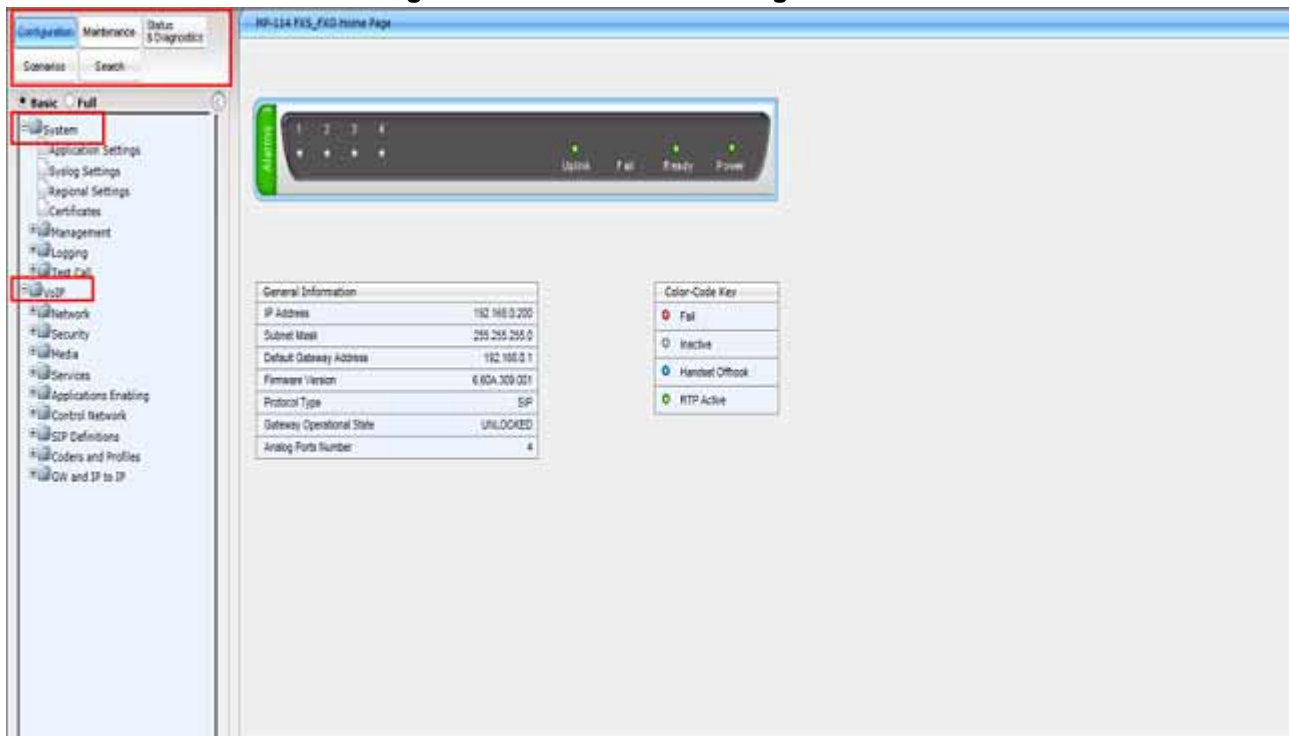 Configuration Maintenance Status & Diagnostics
Scenarios Search
Basic Full
System
Application Settings
Syslog Settings
Regional Settings
Certificates
Management
Logging
Test Call
VoIP
Network
Security
Media
Services
Applications Enabling
Control Network
SIP Definitions
Coders and Profiles
GW and IP to IP
MP-114 FXS_FXO Home Page
Alarms
1 2 3 4
Uplink Fail Ready Power
General Information
IP Address 192.168.0.200
Subnet Mask 255.255.255.0
Default Gateway Address 192.168.0.1
Firmware Version 6.60A.309.001
Protocol Type SIP
Gateway Operational State UNLOCKED
Analog Ports Number 4
Color-Code Key
Fail
Inactive
Handset Offhook
RTP Active